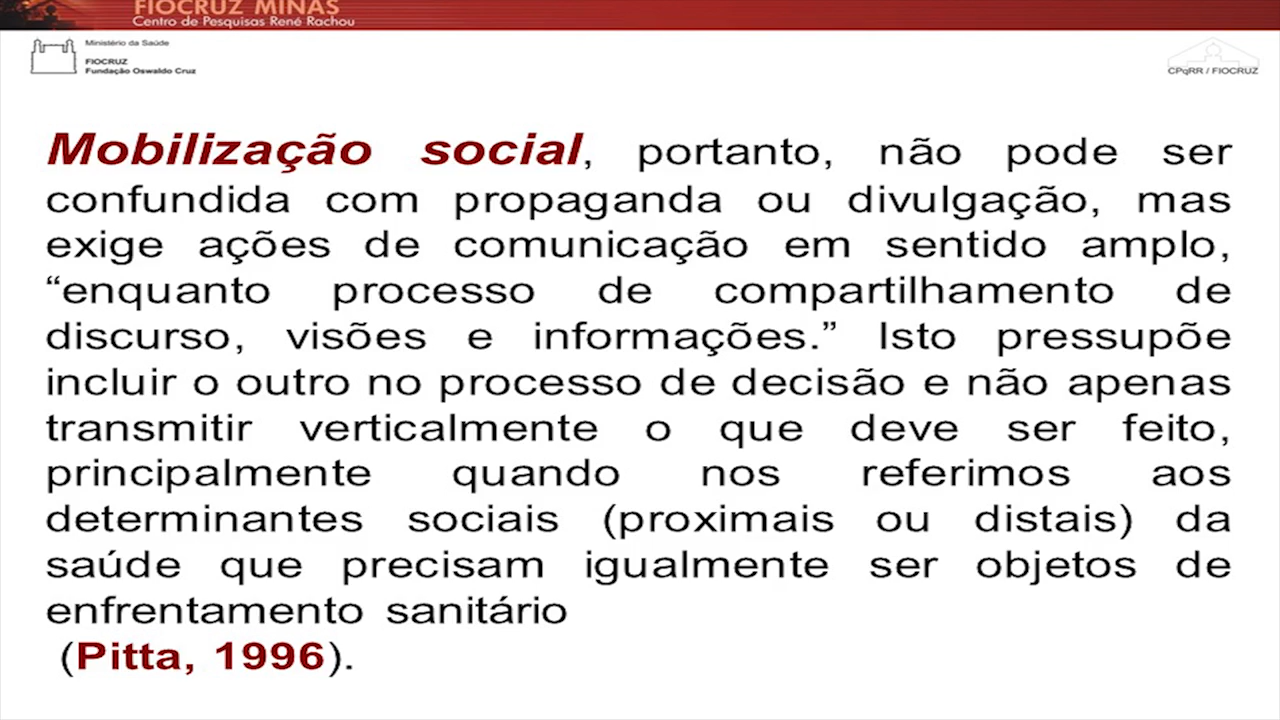 FIOCRUZ MINAS
Centro de Pesquisas René Rachou
Ministério da Saúde
FIOCRUZ
Fundação Oswaldo Cruz
CPqRR / FIOCRUZ
Mobilização social, portanto, não pode ser
confundida com propaganda ou divulgação, mas
exige ações de comunicação em sentido amplo,
“enquanto processo de compartilhamento de
discurso, visões e informações.” Isto pressupõe
incluir o outro no processo de decisão e não apenas
transmitir verticalmente o que deve ser feito,
principalmente quando nos referimos aos
determinantes sociais (proximais ou distais) da
saúde que precisam igualmente ser objetos de
enfrentamento sanitário
(Pitta, 1996).